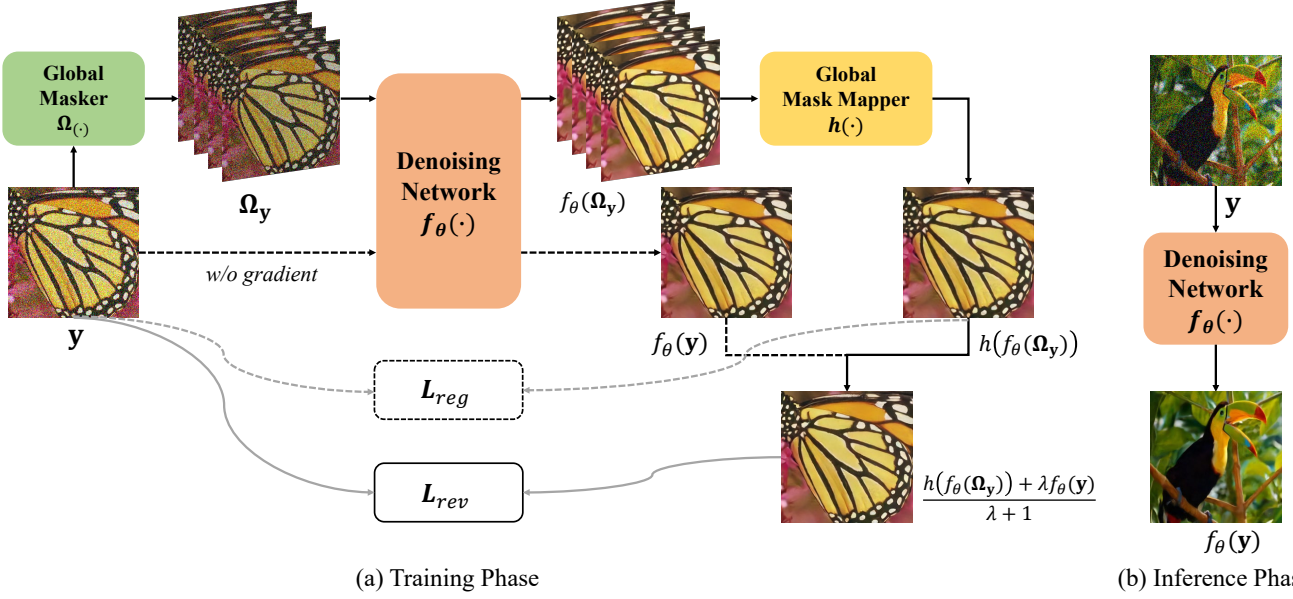 Global
Masker
Ω(·)
Ωy
Denoising
Network
fθ(·)
fθ(Ωy)
Global
Mask Mapper
h(·)
y
w/o gradient
fθ(y)
h(fθ(Ωy))
Lreg
Lrev
h(fθ(Ωy)) + λfθ(y)
λ + 1
(a) Training Phase
y
Denoising
Network
fθ(·)
fθ(y)
(b) Inference Pha